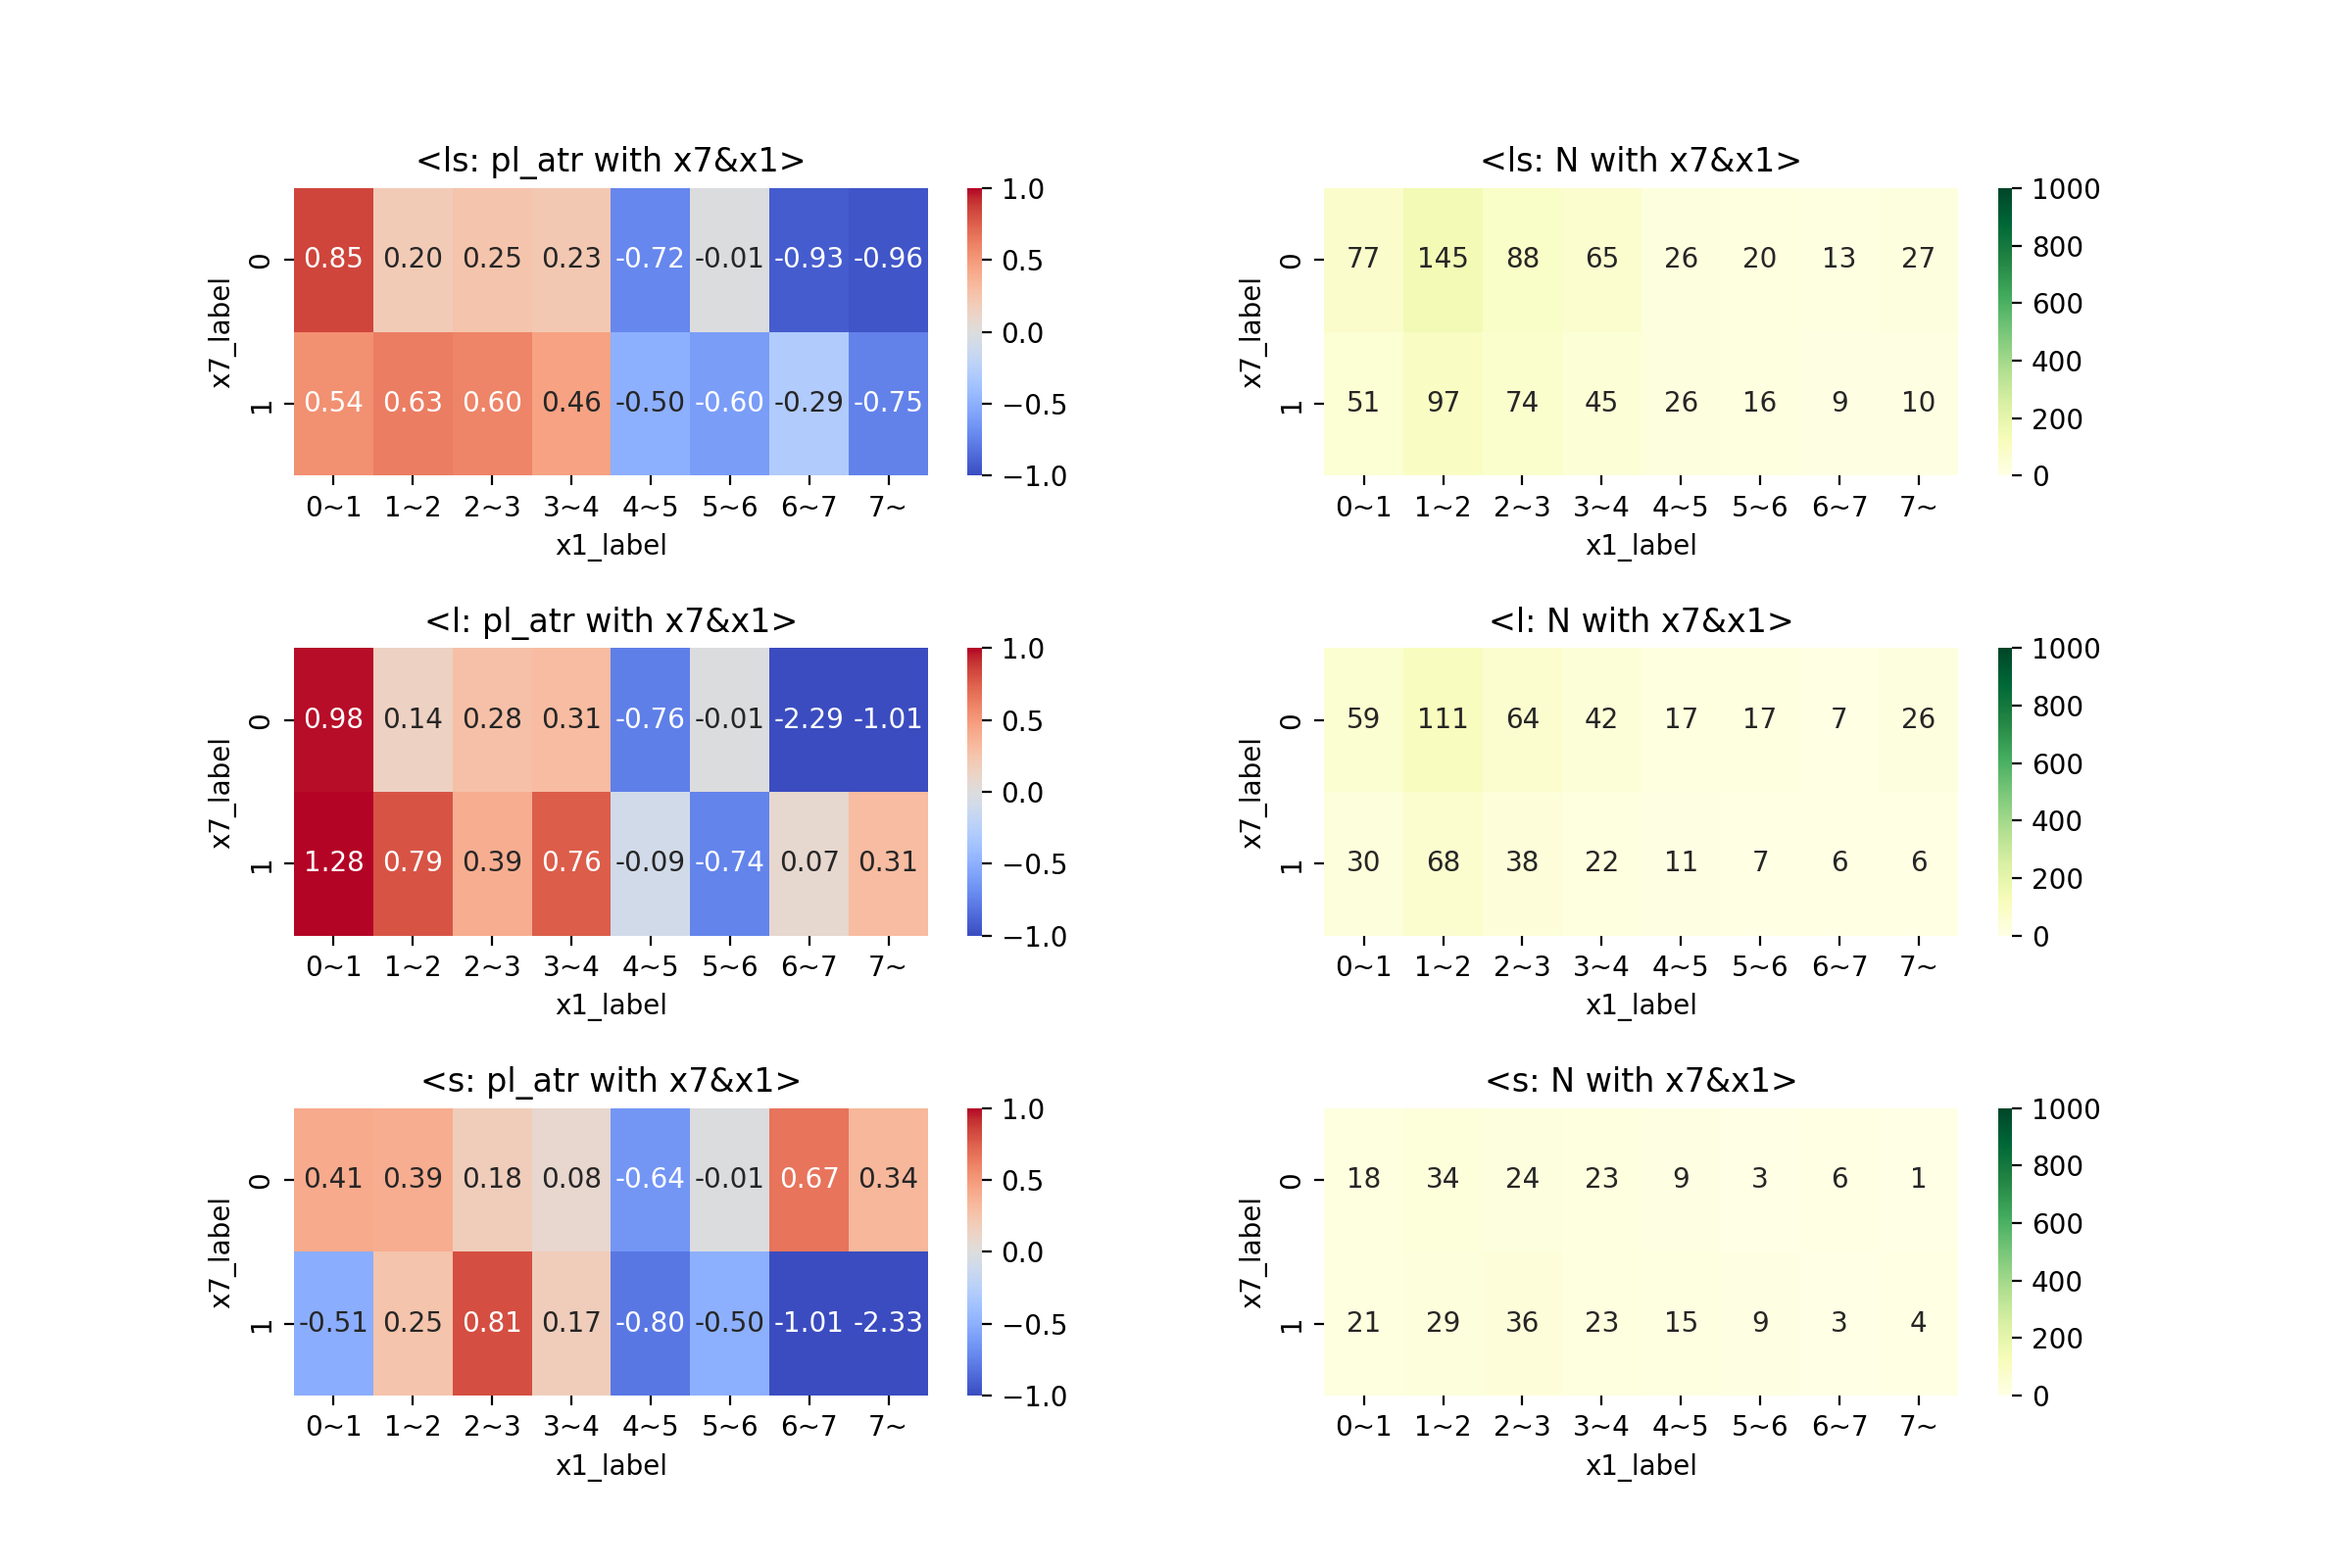 <ls: pl_atr with x7&x1>
x7_label
0
0.85 0.20 0.25 0.23 -0.72 -0.01 -0.93 -0.96
1
0.54 0.63 0.60 0.46 -0.50 -0.60 -0.29 -0.75
0~1 1~2 2~3 3~4 4~5 5~6 6~7 7~
x1_label
1.0
0.5
0.0
−0.5
−1.0
<ls: N with x7&x1>
x7_label
0
77 145 88 65 26 20 13 27
1
51 97 74 45 26 16 9 10
0~1 1~2 2~3 3~4 4~5 5~6 6~7 7~
x1_label
1000
800
600
400
200
0
<l: pl_atr with x7&x1>
x7_label
0
0.98 0.14 0.28 0.31 -0.76 -0.01 -2.29 -1.01
1
1.28 0.79 0.39 0.76 -0.09 -0.74 0.07 0.31
0~1 1~2 2~3 3~4 4~5 5~6 6~7 7~
x1_label
1.0
0.5
0.0
−0.5
−1.0
<l: N with x7&x1>
x7_label
0
59 111 64 42 17 17 7 26
1
30 68 38 22 11 7 6 6
0~1 1~2 2~3 3~4 4~5 5~6 6~7 7~
x1_label
1000
800
600
400
200
0
<s: pl_atr with x7&x1>
x7_label
0
0.41 0.39 0.18 0.08 -0.64 -0.01 0.67 0.34
1
-0.51 0.25 0.81 0.17 -0.80 -0.50 -1.01 -2.33
0~1 1~2 2~3 3~4 4~5 5~6 6~7 7~
x1_label
1.0
0.5
0.0
−0.5
−1.0
<s: N with x7&x1>
x7_label
0
18 34 24 23 9 3 6 1
1
21 29 36 23 15 9 3 4
0~1 1~2 2~3 3~4 4~5 5~6 6~7 7~
x1_label
1000
800
600
400
200
0